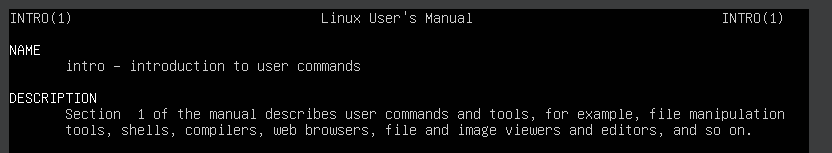 INTRO(1) Linux User's Manual INTRO(1)
NAME
intro – introduction to user commands
DESCRIPTION
Section 1 of the manual describes user commands and tools, for example, file manipulation
tools, shells, compilers, web browsers, file and image viewers and editors, and so on.